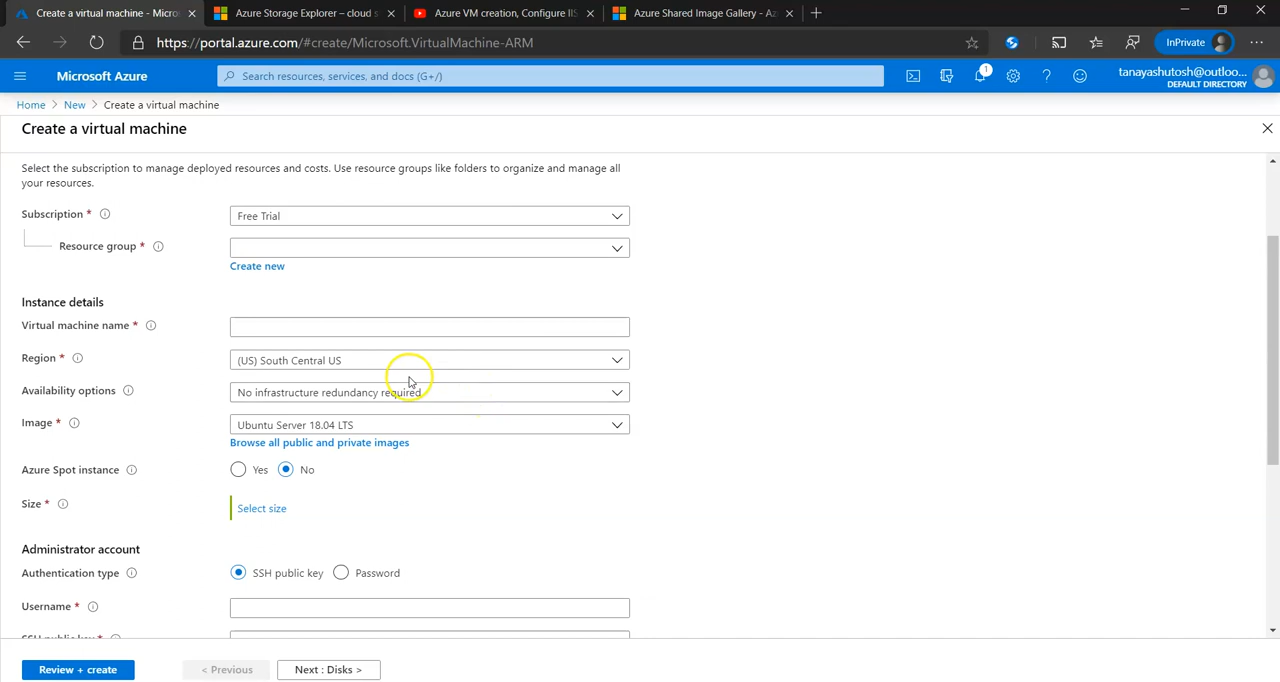 Create a virtual machine - Micros
Azure Storage Explorer – cloud s
Azure VM creation, Configure IIS
Azure Shared Image Gallery - Az
https://portal.azure.com/#create/Microsoft.VirtualMachine-ARM
InPrivate
Microsoft Azure
Search resources, services, and docs (G+/)
1
tanayashutosh@outloo...
DEFAULT DIRECTORY
Home > New > Create a virtual machine
Create a virtual machine
Select the subscription to manage deployed resources and costs. Use resource groups like folders to organize and manage all
your resources.
Subscription *
Free Trial
Resource group *
Create new
Instance details
Virtual machine name *
Region *
(US) South Central US
Availability options
No infrastructure redundancy required
Image *
Ubuntu Server 18.04 LTS
Browse all public and private images
Azure Spot instance
Yes
No
Size *
Select size
Administrator account
Authentication type
SSH public key
Password
Username *
SSH public key *
Review + create
< Previous
Next : Disks >